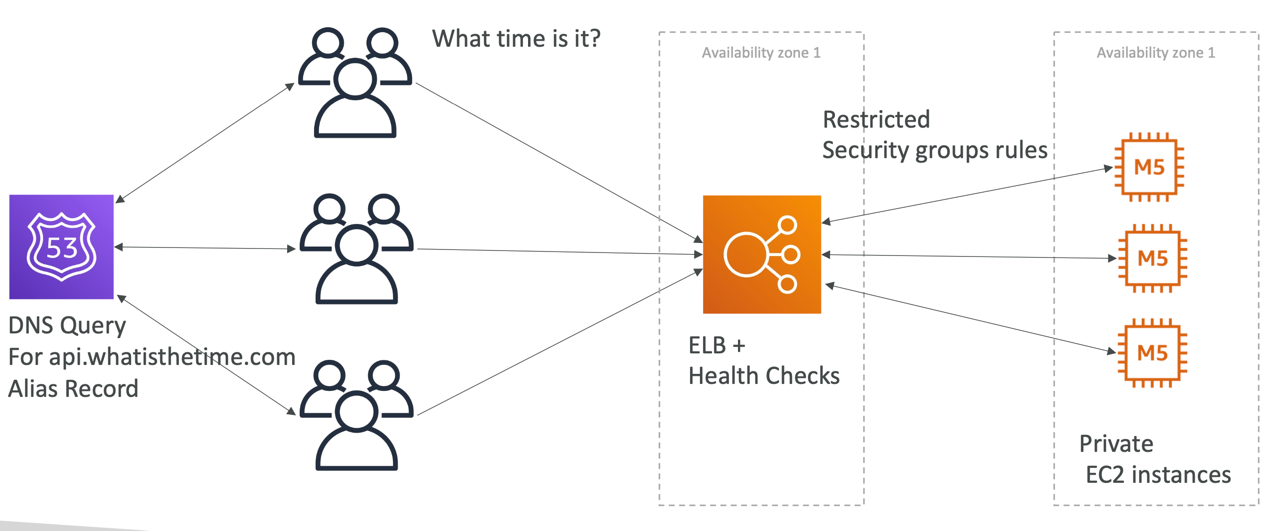 What time is it?
Availability zone 1
Availability zone 1
Restricted
Security groups rules
M5
53
M5
DNS Query
For api.whatisthetime.com
Alias Record
ELB +
Health Checks
M5
Private
EC2 instances